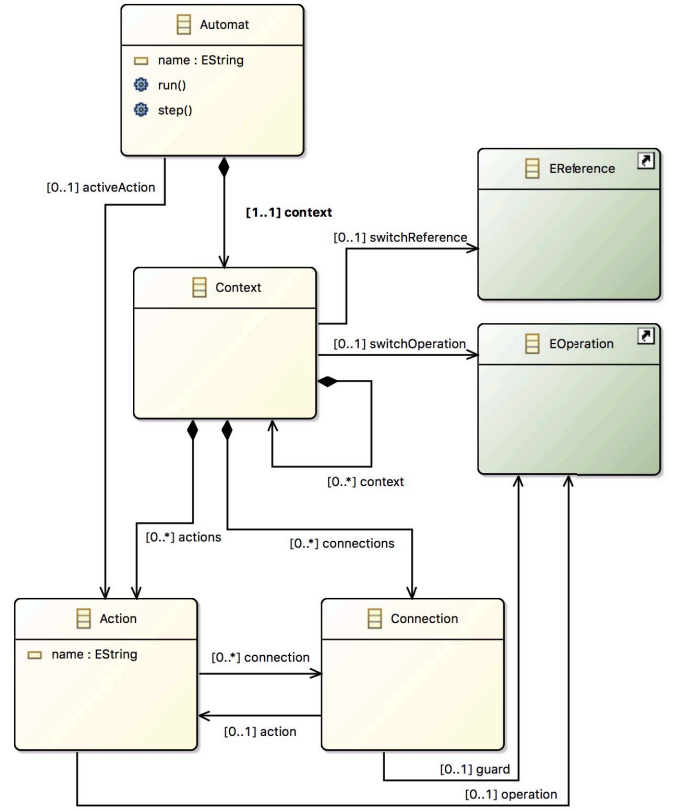 Automat
name : EString
run()
step()
[0..1] activeAction
[1..1] context
EReference
[0..1] switchReference
Context
EOperation
[0..1] switchOperation
[0..*] context
[0..*] actions
[0..*] connections
Action
name : EString
Connection
[0..*] connection
[0..1] action
[0..1] guard
[0..1] operation